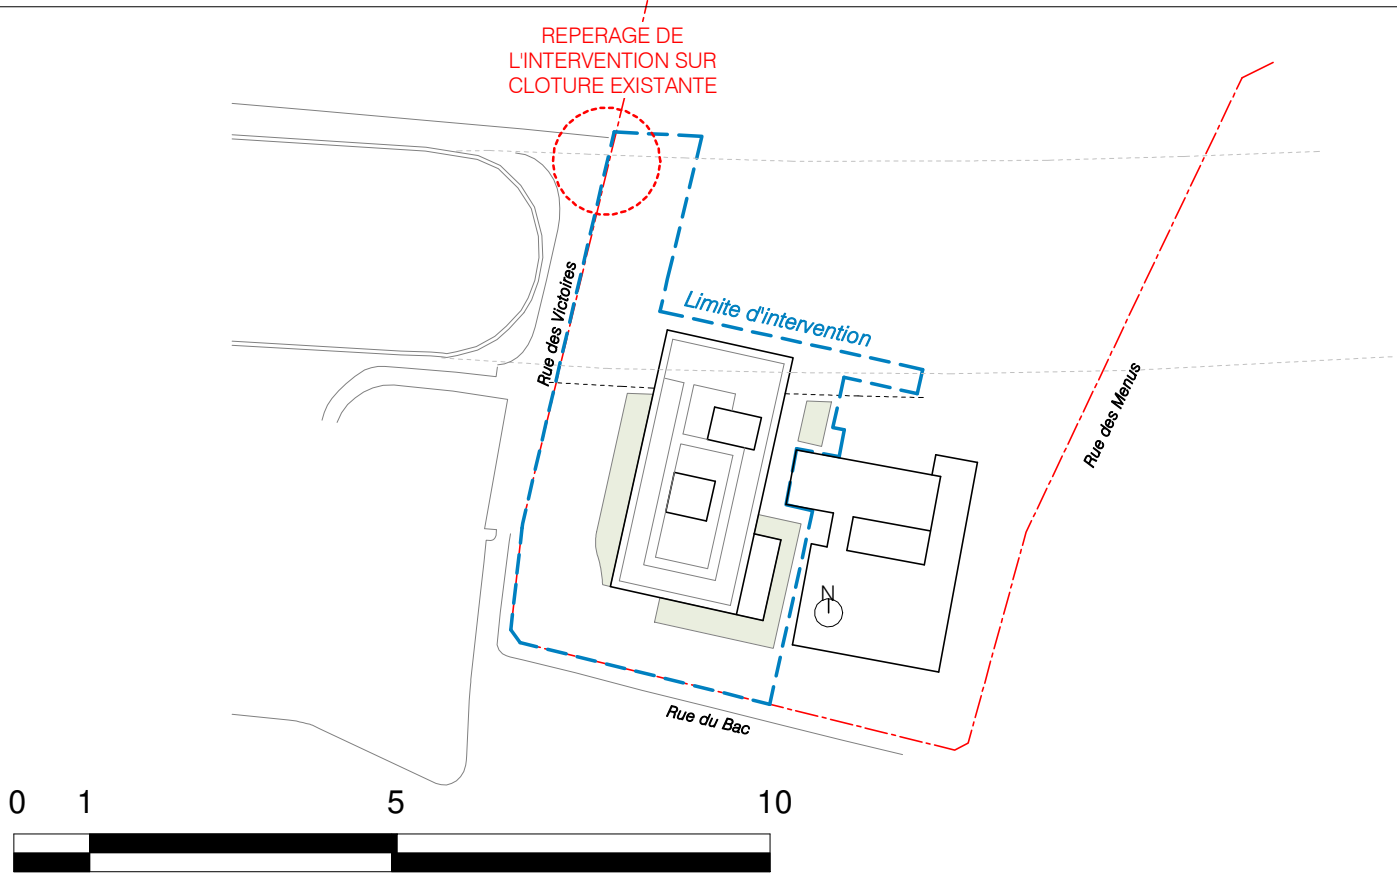 REPERAGE DE
L'INTERVENTION SUR
CLOTURE EXISTANTE
Rue des Victoires
Limite d'intervention
Rue des Menus
N
Rue du Bac
0 1 5 10